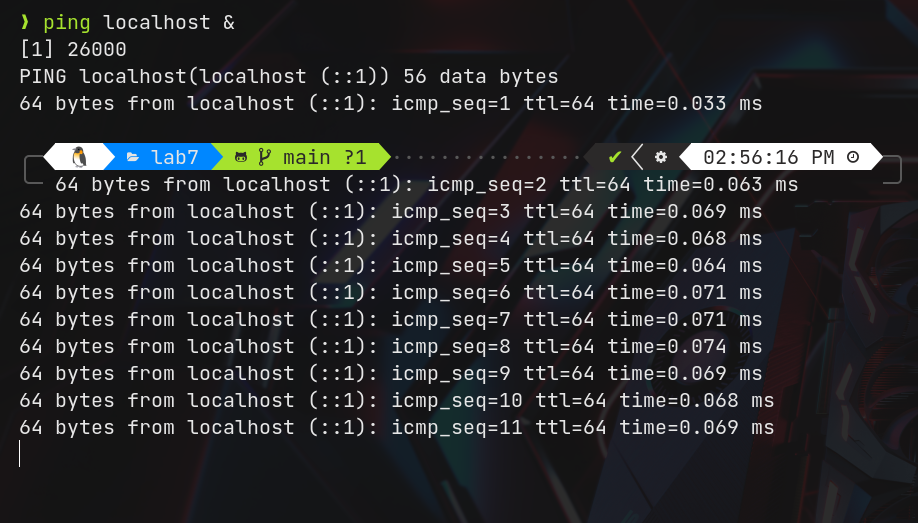 ❫ ping localhost &
[1] 26000
PING localhost(localhost (::1)) 56 data bytes
64 bytes from localhost (::1): icmp_seq=1 ttl=64 time=0.033 ms
lab7 main ?1 ✔ 02:56:16 PM
64 bytes from localhost (::1): icmp_seq=2 ttl=64 time=0.063 ms
64 bytes from localhost (::1): icmp_seq=3 ttl=64 time=0.069 ms
64 bytes from localhost (::1): icmp_seq=4 ttl=64 time=0.068 ms
64 bytes from localhost (::1): icmp_seq=5 ttl=64 time=0.064 ms
64 bytes from localhost (::1): icmp_seq=6 ttl=64 time=0.071 ms
64 bytes from localhost (::1): icmp_seq=7 ttl=64 time=0.071 ms
64 bytes from localhost (::1): icmp_seq=8 ttl=64 time=0.074 ms
64 bytes from localhost (::1): icmp_seq=9 ttl=64 time=0.069 ms
64 bytes from localhost (::1): icmp_seq=10 ttl=64 time=0.068 ms
64 bytes from localhost (::1): icmp_seq=11 ttl=64 time=0.069 ms